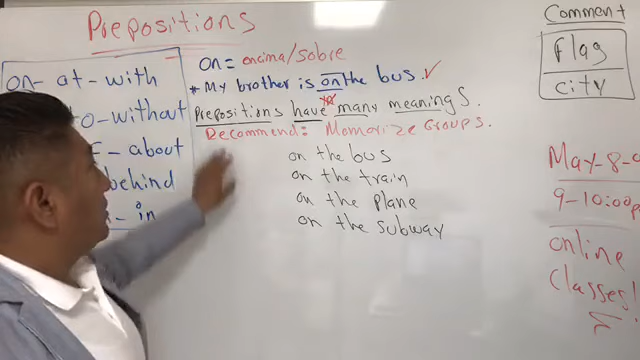 Prepositions
on- at- with
o-without
- about
behind
- in
on= encima/sobre
* My brother is on the bus. ✓
Prepositions have many meanings.
Recommend: Memorize Groups.
on the bus
on the train
on the plane
on the subway
Comment
flag
city
May-8-
9-10:00p
online
classes!